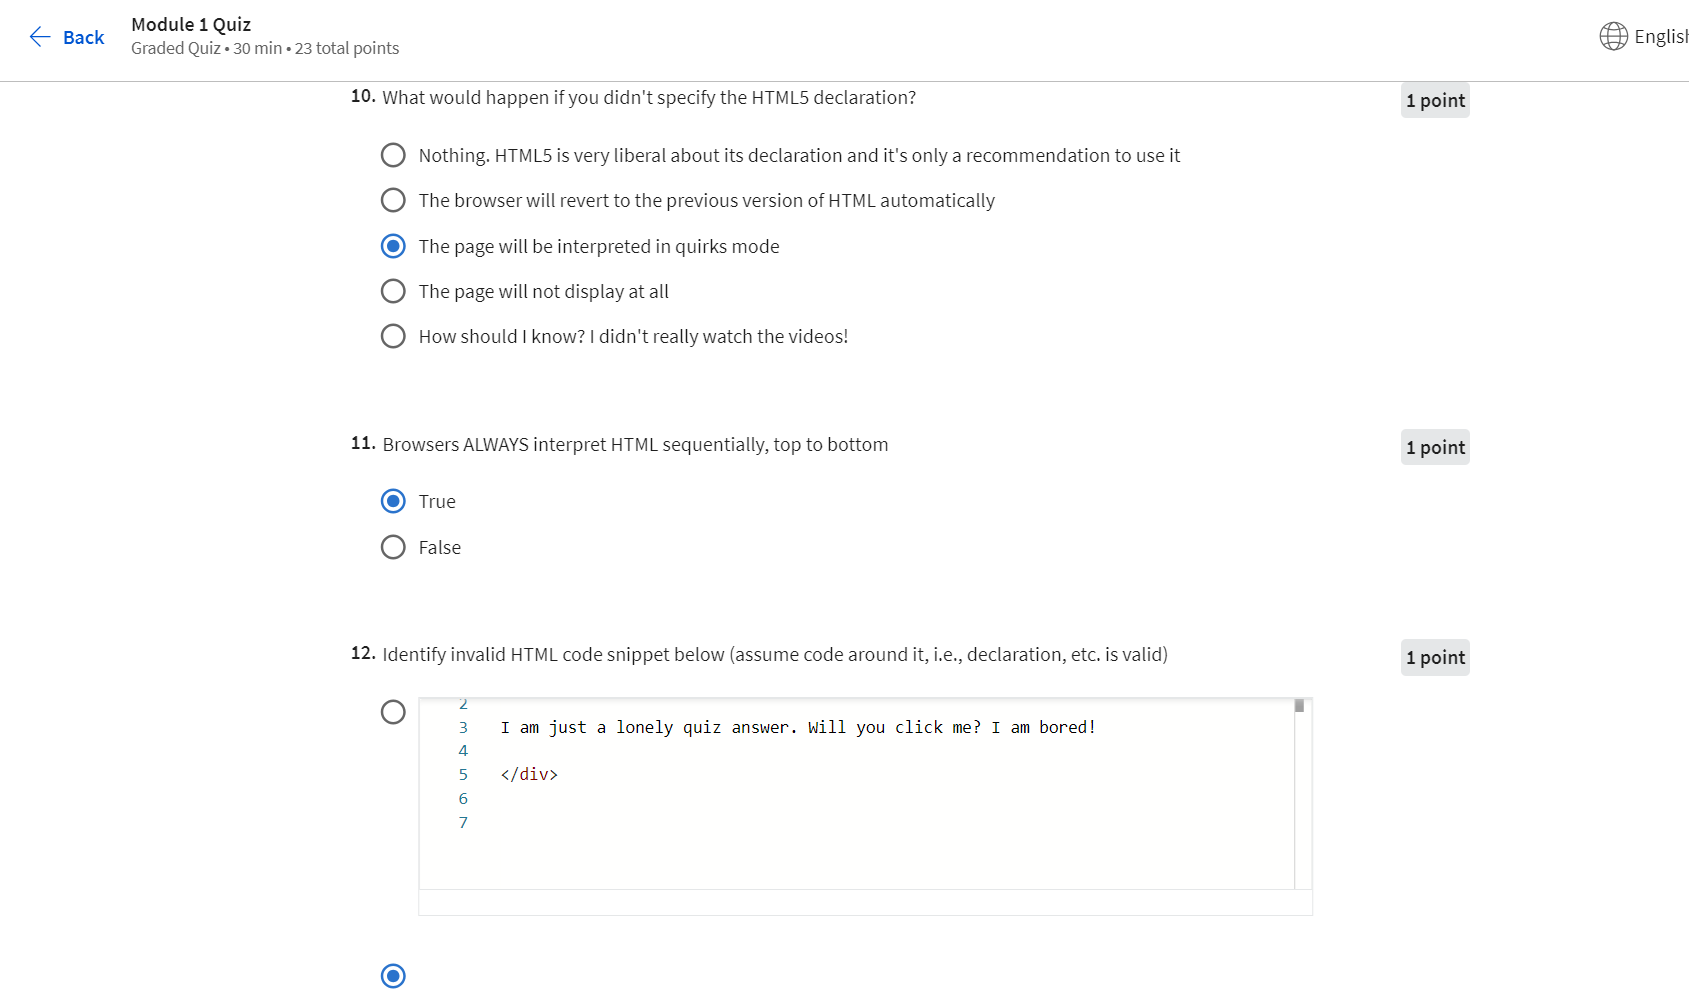 Back
Module 1 Quiz
Graded Quiz • 30 min • 23 total points
English
10. What would happen if you didn't specify the HTML5 declaration?
1 point
Nothing. HTML5 is very liberal about its declaration and it's only a recommendation to use it
The browser will revert to the previous version of HTML automatically
The page will be interpreted in quirks mode
The page will not display at all
How should I know? I didn't really watch the videos!
11. Browsers ALWAYS interpret HTML sequentially, top to bottom
1 point
True
False
12. Identify invalid HTML code snippet below (assume code around it, i.e., declaration, etc. is valid)
1 point
2
3 I am just a lonely quiz answer. Will you click me? I am bored!
4
5 </div>
6
7